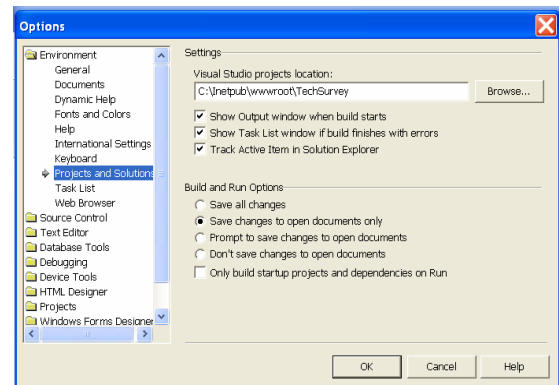 Options
Environment
General
Documents
Dynamic Help
Fonts and Colors
Help
International Settings
Keyboard
Projects and Solutions
Task List
Web Browser
Source Control
Text Editor
Database Tools
Debugging
Device Tools
HTML Designer
Projects
Windows Forms Designer
Settings
Visual Studio projects location:
C:\Inetpub\wwwroot\TechSurvey
Browse...
Show Output window when build starts
Show Task List window if build finishes with errors
Track Active Item in Solution Explorer
Build and Run Options
Save all changes
Save changes to open documents only
Prompt to save changes to open documents
Don't save changes to open documents
Only build startup projects and dependencies on Run
OK
Cancel
Help